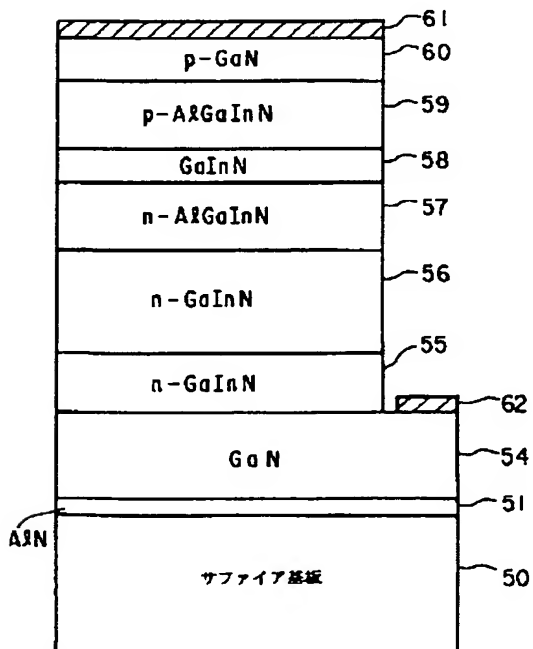 61
p-GaN
60
p-AlGaInN
59
GaInN
58
n-AlGaInN
57
n-GaInN
56
n-GaInN
55
62
GaN
54
AlN
51
サファイア基板
50